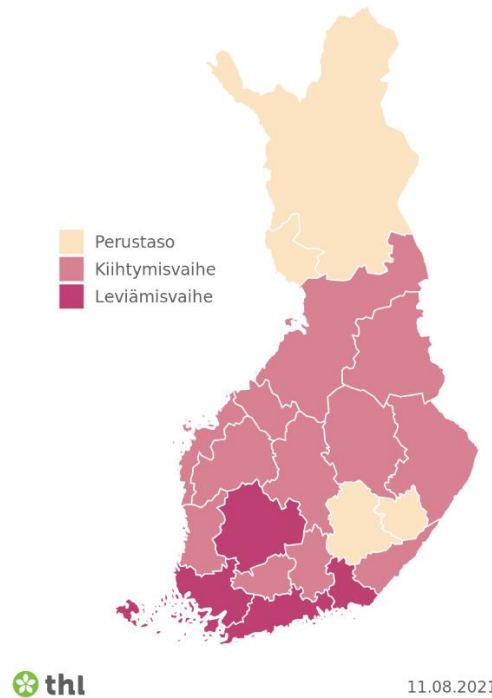 Perustaso
Kiihtymisvaihe
Leviämisvaihe
thl
11.08.2021